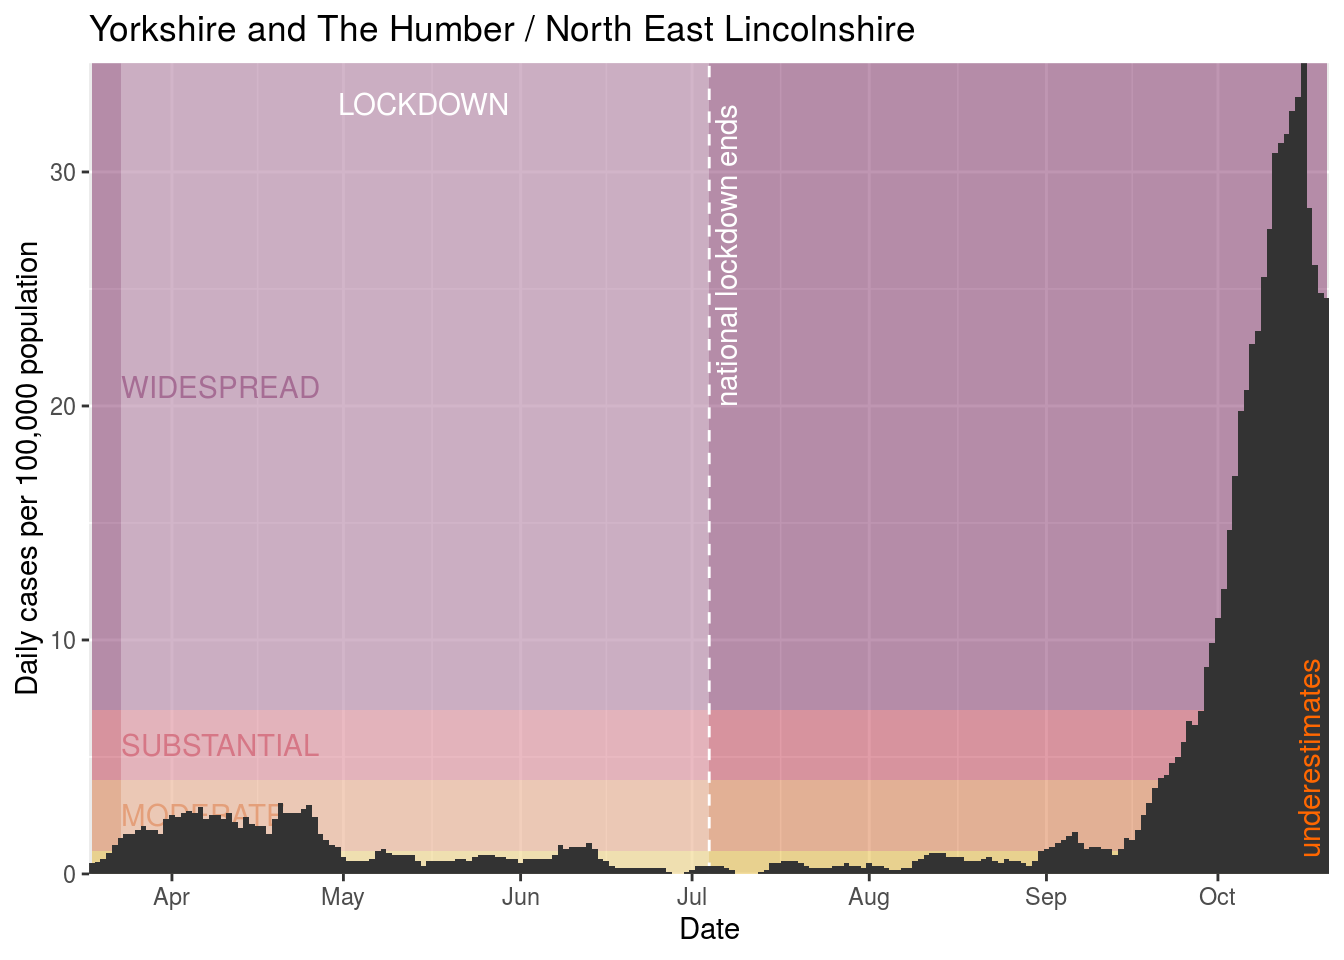 Yorkshire and The Humber / North East Lincolnshire
LOCKDOWN
national lockdown ends
WIDESPREAD
SUBSTANTIAL
MODERATE
underestimates
Daily cases per 100,000 population
30
20
10
0
Apr May Jun Jul Aug Sep Oct
Date